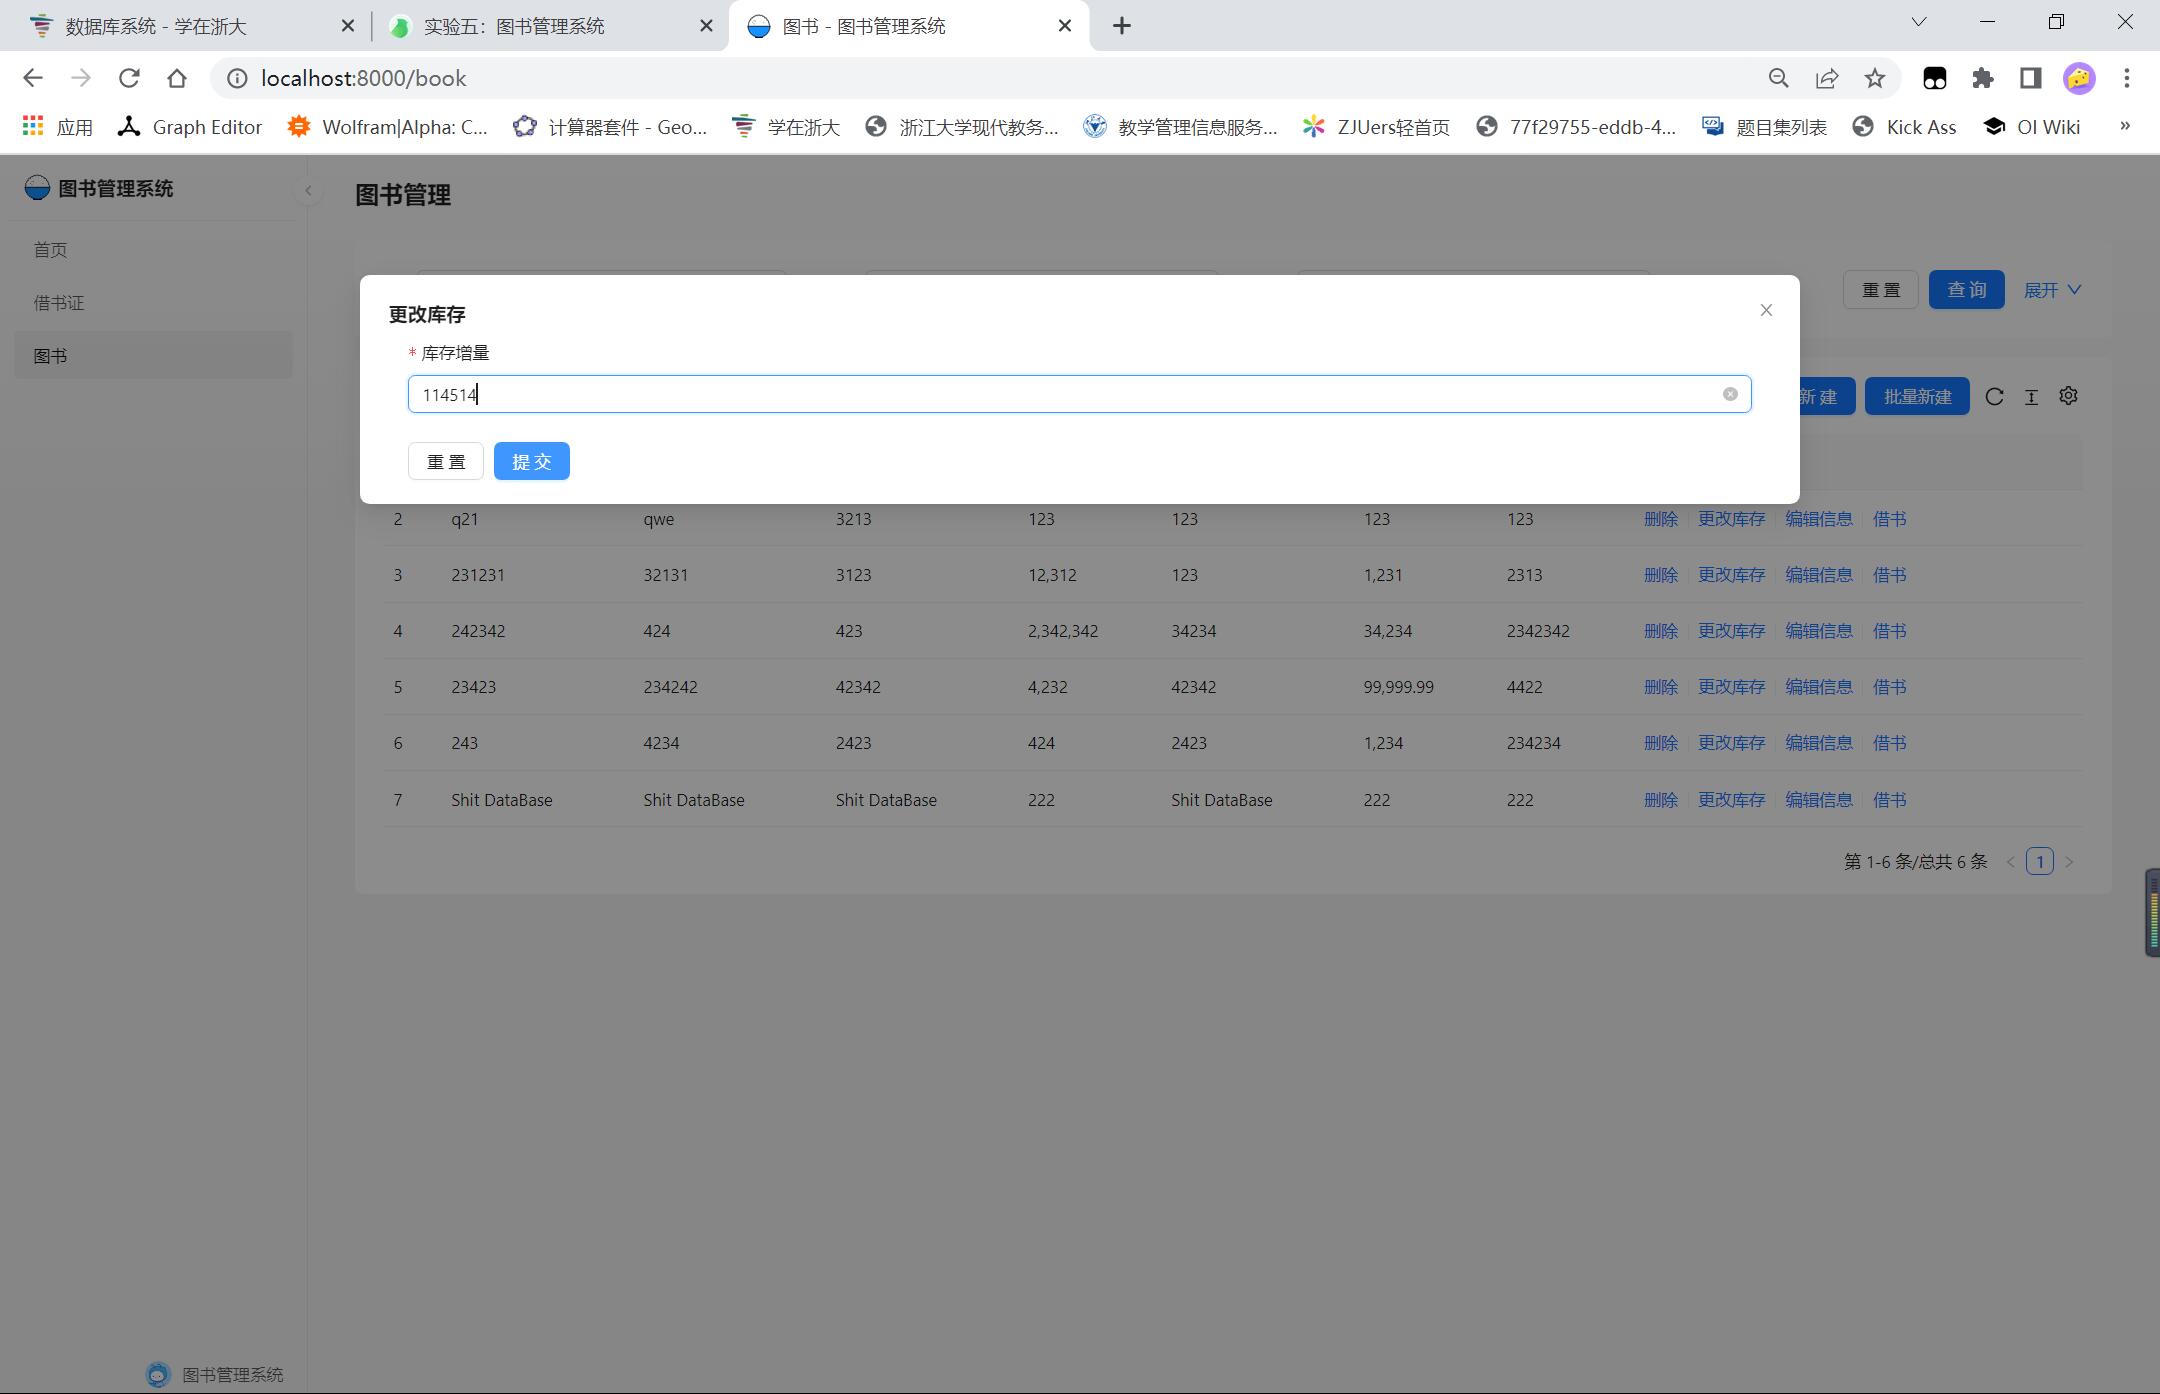 数据库系统 - 学在浙大
实验五：图书管理系统
图书 - 图书管理系统
localhost:8000/book
应用
Graph Editor
Wolfram|Alpha: C...
计算器套件 - Geo...
学在浙大
浙江大学现代教务...
教学管理信息服务...
ZJUers轻首页
77f29755-eddb-4...
题目集列表
Kick Ass
OI Wiki
»
图书管理系统
图书管理
首页
借书证
图书
重 置 查 询 展开
更改库存
* 库存增量
114514
重 置 提 交
新 建 批量新建
2 q21 qwe 3213 123 123 123 123 删除 更改库存 编辑信息 借书
3 231231 32131 3123 12,312 123 1,231 2313 删除 更改库存 编辑信息 借书
4 242342 424 423 2,342,342 34234 34,234 2342342 删除 更改库存 编辑信息 借书
5 23423 234242 42342 4,232 42342 99,999.99 4422 删除 更改库存 编辑信息 借书
6 243 4234 2423 424 2423 1,234 234234 删除 更改库存 编辑信息 借书
7 Shit DataBase Shit DataBase Shit DataBase 222 Shit DataBase 222 222 删除 更改库存 编辑信息 借书
第 1-6 条/总共 6 条 < 1 >
图书管理系统